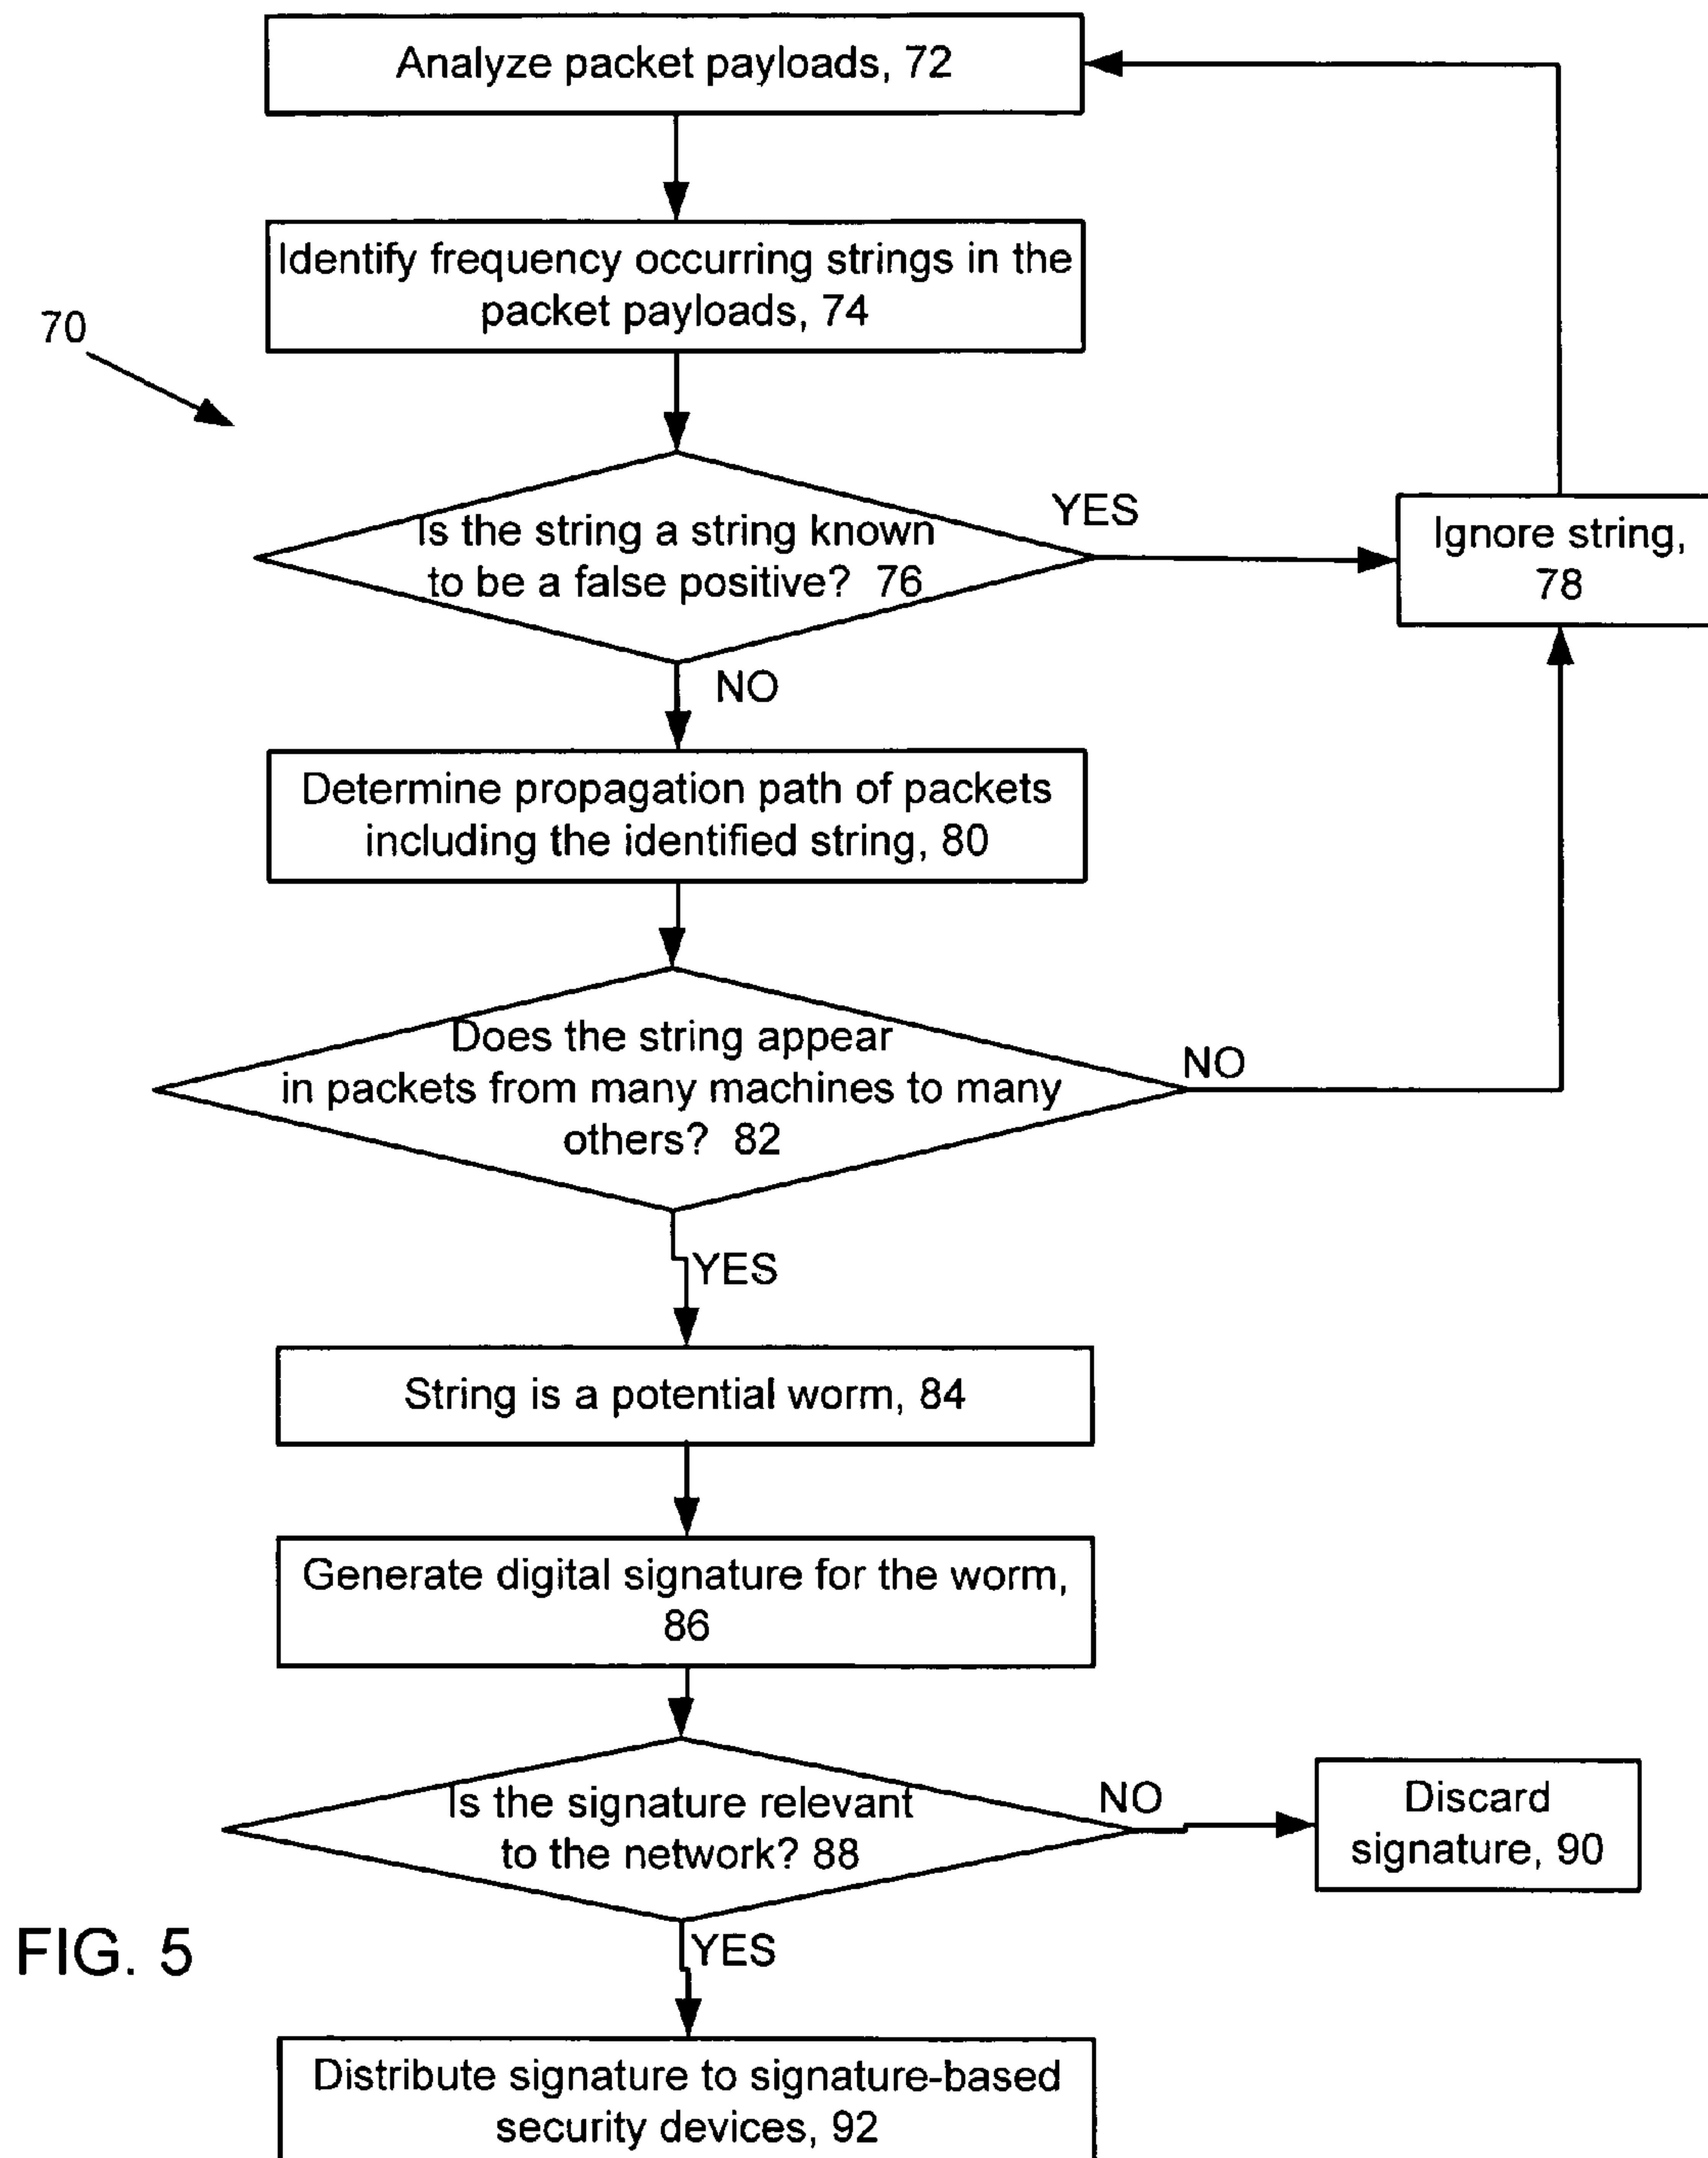 Analyze packet payloads, 72
Identify frequency occurring strings in the
packet payloads, 74
70
Is the string a string known
to be a false positive? 76
YES
Ignore string,
78
NO
Determine propagation path of packets
including the identified string, 80
Does the string appear
in packets from many machines to many
others? 82
NO
YES
String is a potential worm, 84
Generate digital signature for the worm,
86
Is the signature relevant
to the network? 88
NO
Discard
signature, 90
YES
FIG. 5
Distribute signature to signature-based
security devices, 92